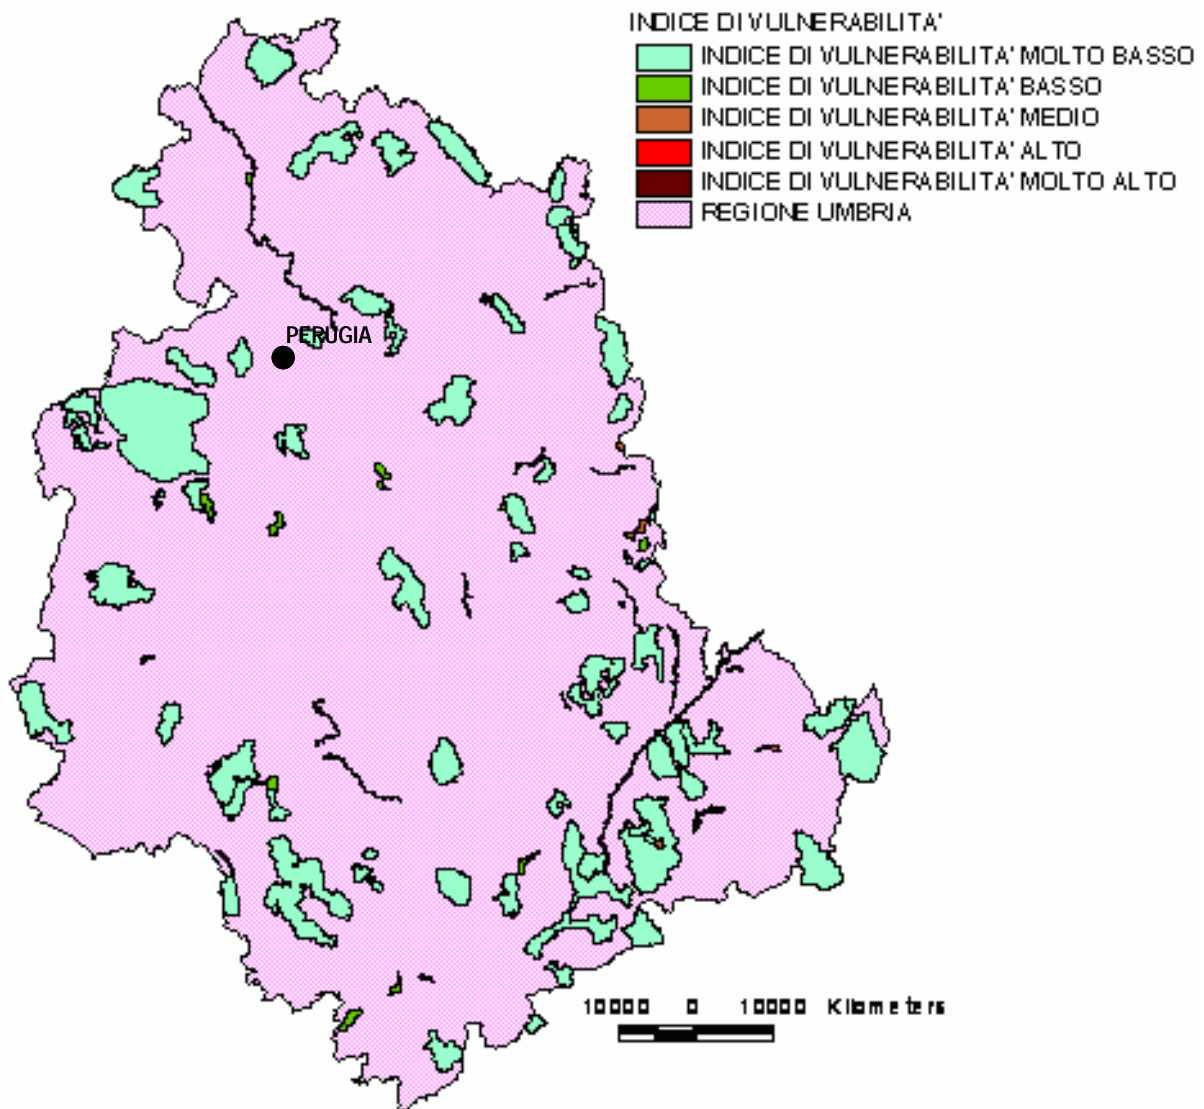 INDICE DI VULNERABILITA'
INDICE DI VULNERABILITA' MOLTO BASSO
INDICE DI VULNERABILITA' BASSO
INDICE DI VULNERABILITA' MEDIO
INDICE DI VULNERABILITA' ALTO
INDICE DI VULNERABILITA' MOLTO ALTO
REGIONE UMBRIA
PERUGIA
10000 0 10000 Kilometers